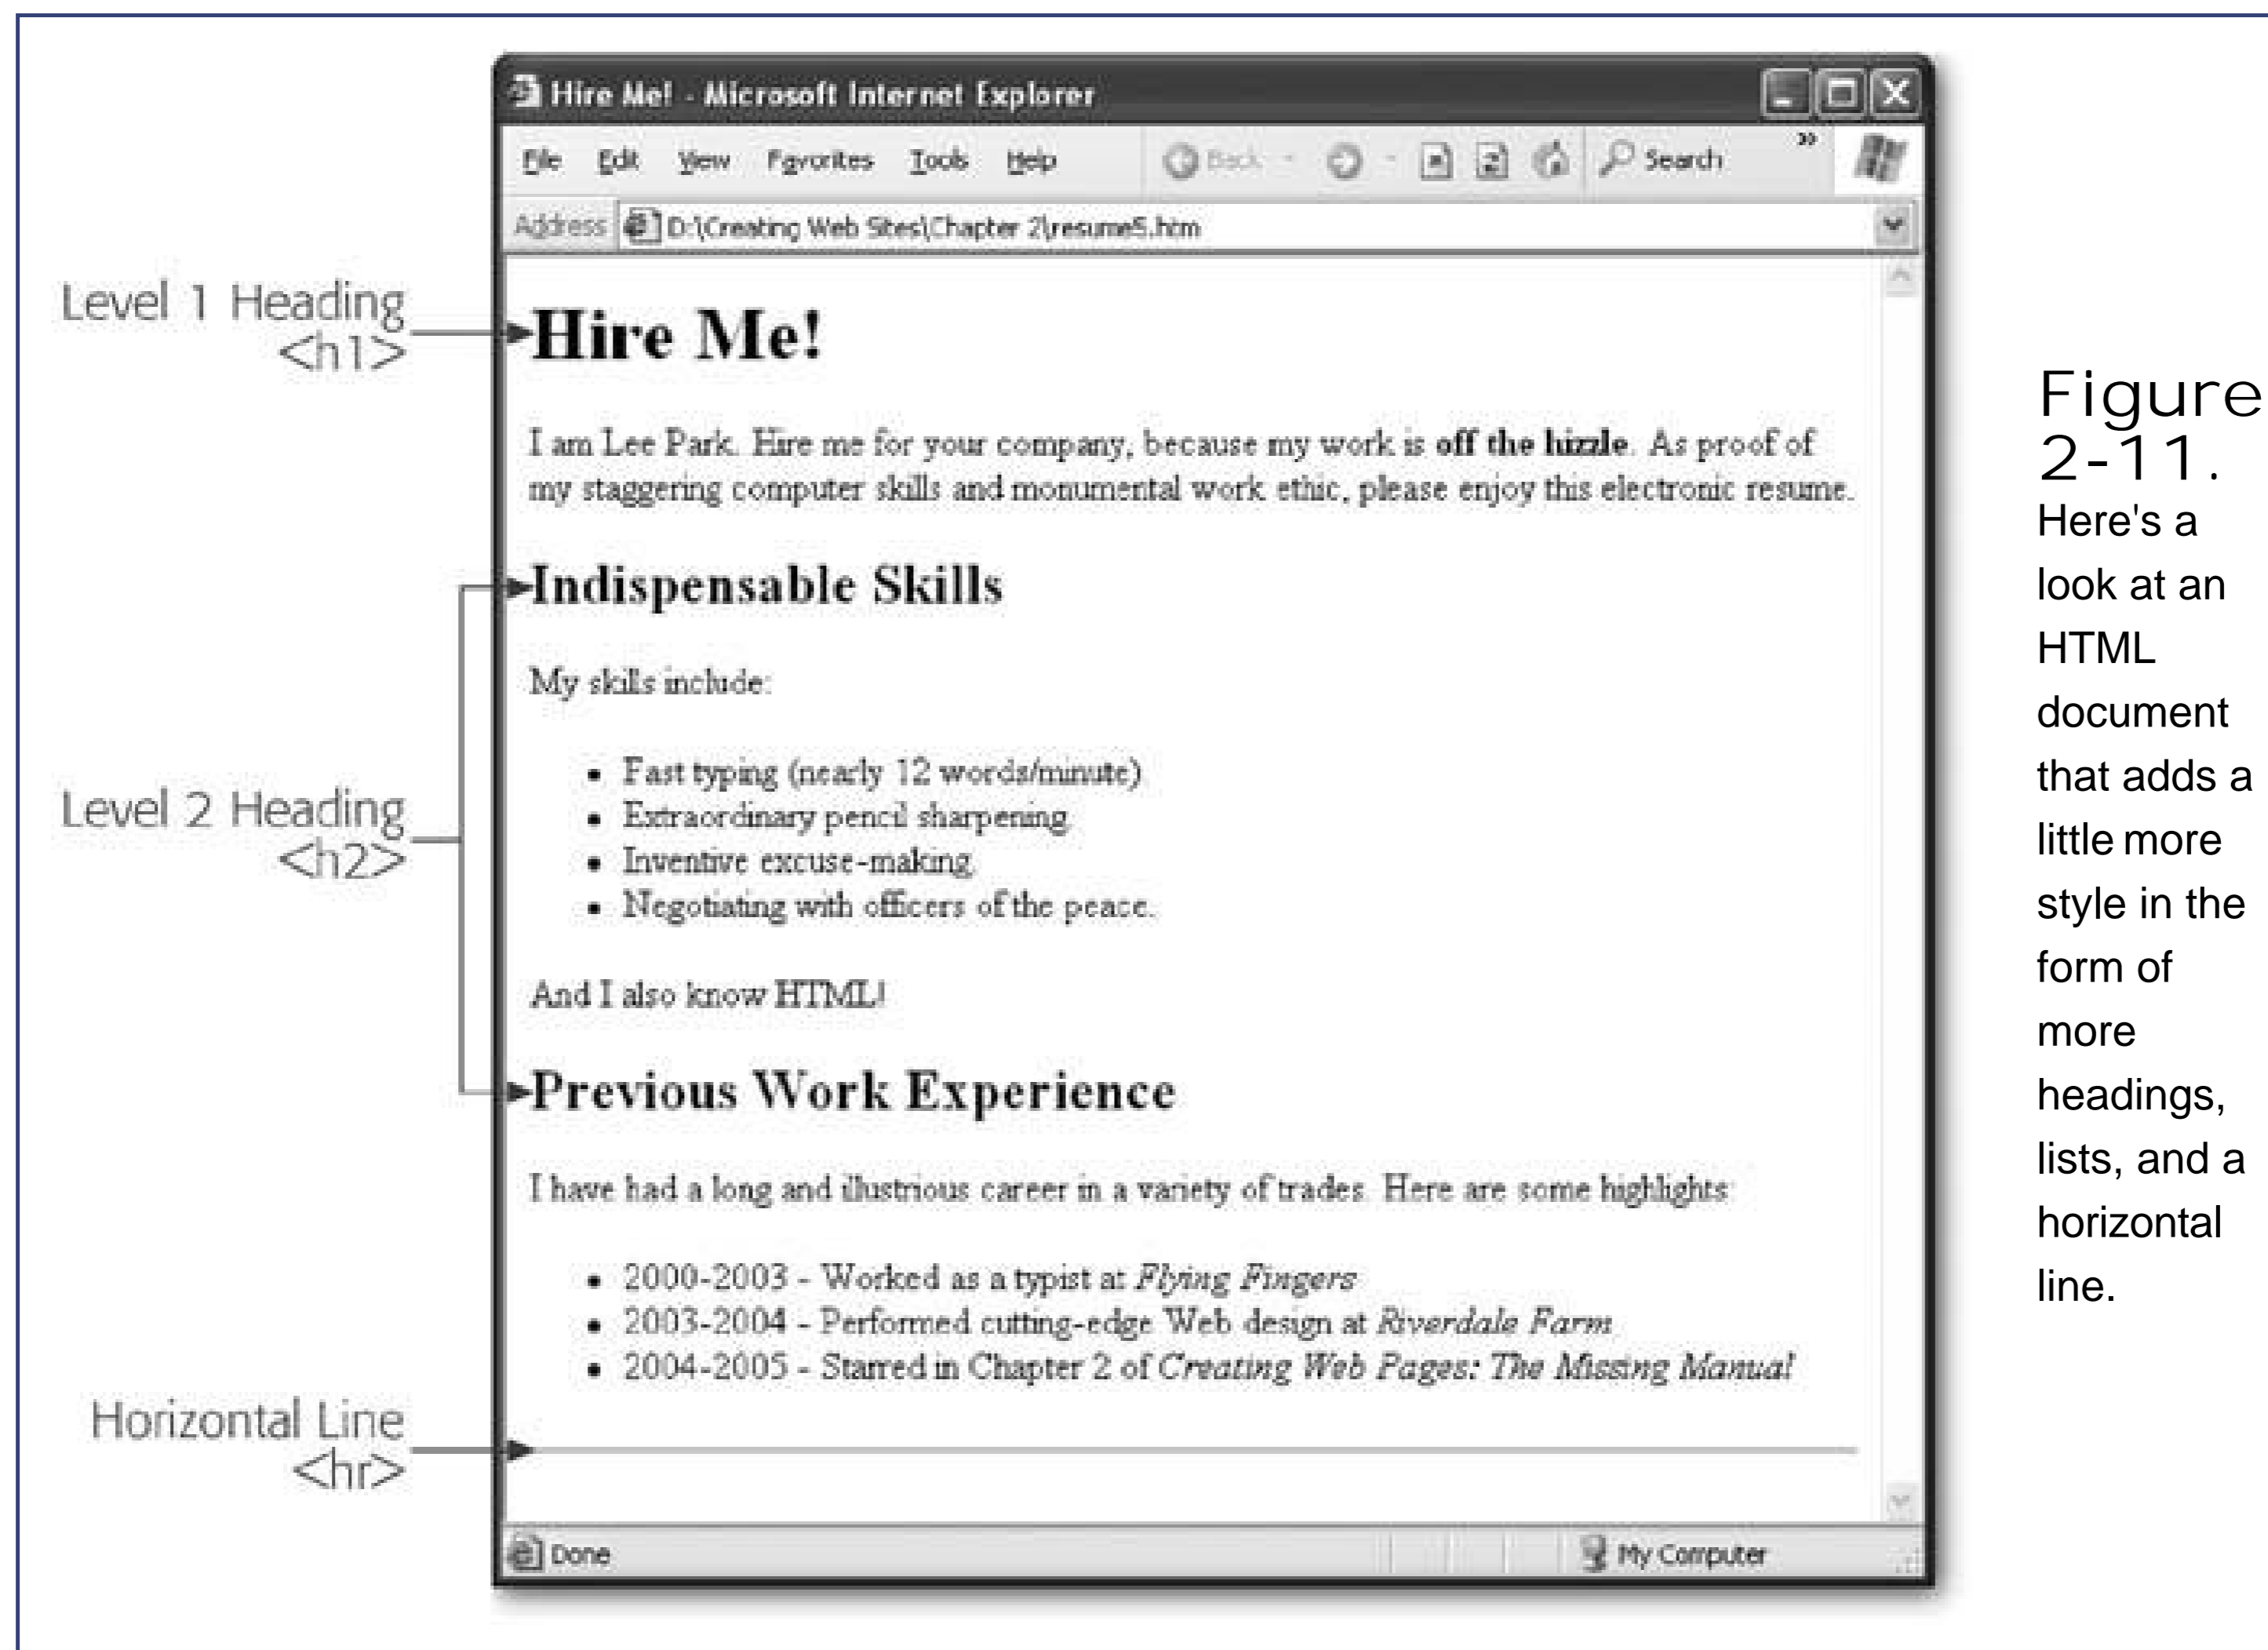 Hire Me! - Microsoft Internet Explorer
File Edit View Favorites Tools Help Back Search »
Address D:\Creating Web Sites\Chapter 2\resume5.htm
Level 1 Heading
<h1>
Hire Me!
I am Lee Park. Hire me for your company, because my work is off the hizzle. As proof of
my staggering computer skills and monumental work ethic, please enjoy this electronic resume.
Indispensable Skills
My skills include:
• Fast typing (nearly 12 words/minute).
• Extraordinary pencil sharpening.
• Inventive excuse-making.
• Negotiating with officers of the peace.
Level 2 Heading
<h2>
And I also know HTML!
Previous Work Experience
I have had a long and illustrious career in a variety of trades. Here are some highlights:
• 2000-2003 - Worked as a typist at Flying Fingers
• 2003-2004 - Performed cutting-edge Web design at Riverdale Farm
• 2004-2005 - Starred in Chapter 2 of Creating Web Pages: The Missing Manual
Horizontal Line
<hr>
Done My Computer
Figure
2-11.
Here's a
look at an
HTML
document
that adds a
little more
style in the
form of
more
headings,
lists, and a
horizontal
line.